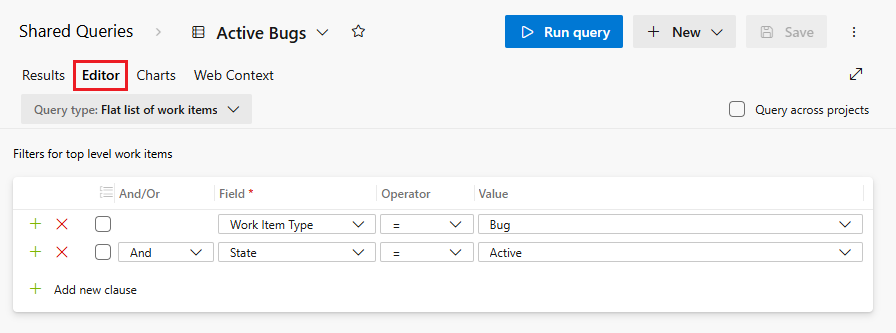 Shared Queries > Active Bugs Run query + New Save
Results Editor Charts Web Context
Query type: Flat list of work items Query across projects
Filters for top level work items
And/Or Field * Operator Value
Work Item Type = Bug
And State = Active
Add new clause